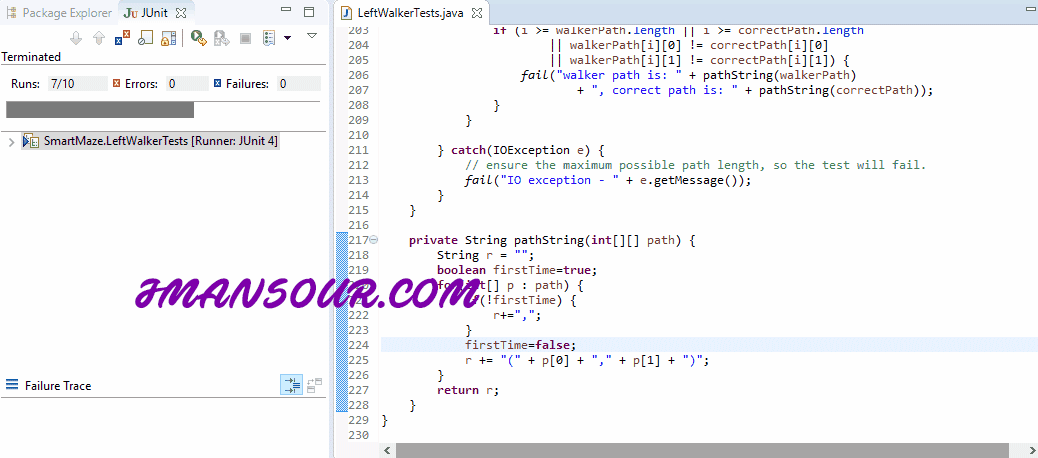 Package Explorer JUnit
Terminated
Runs: 7/10 Errors: 0 Failures: 0
SmartMaze.LeftWalkerTests [Runner: JUnit 4]
Failure Trace
LeftWalkerTests.java
203 if (i >= walkerPath.length || i >= correctPath.length
204 || walkerPath[i][0] != correctPath[i][0]
205 || walkerPath[i][1] != correctPath[i][1]) {
206 fail("walker path is: " + pathString(walkerPath)
207 + ", correct path is: " + pathString(correctPath));
208 }
209 }
210
211 } catch(IOException e) {
212 // ensure the maximum possible path length, so the test will fail.
213 fail("IO exception - " + e.getMessage());
214 }
215 }
216
217 private String pathString(int[][] path) {
218 String r = "";
219 boolean firstTime=true;
220 for(int[] p : path) {
221 if(!firstTime) {
222 r+=",";
223 }
224 firstTime=false;
225 r += "(" + p[0] + "," + p[1] + ")";
226 }
227 return r;
228 }
229 }
230
JMANSOUR.COM